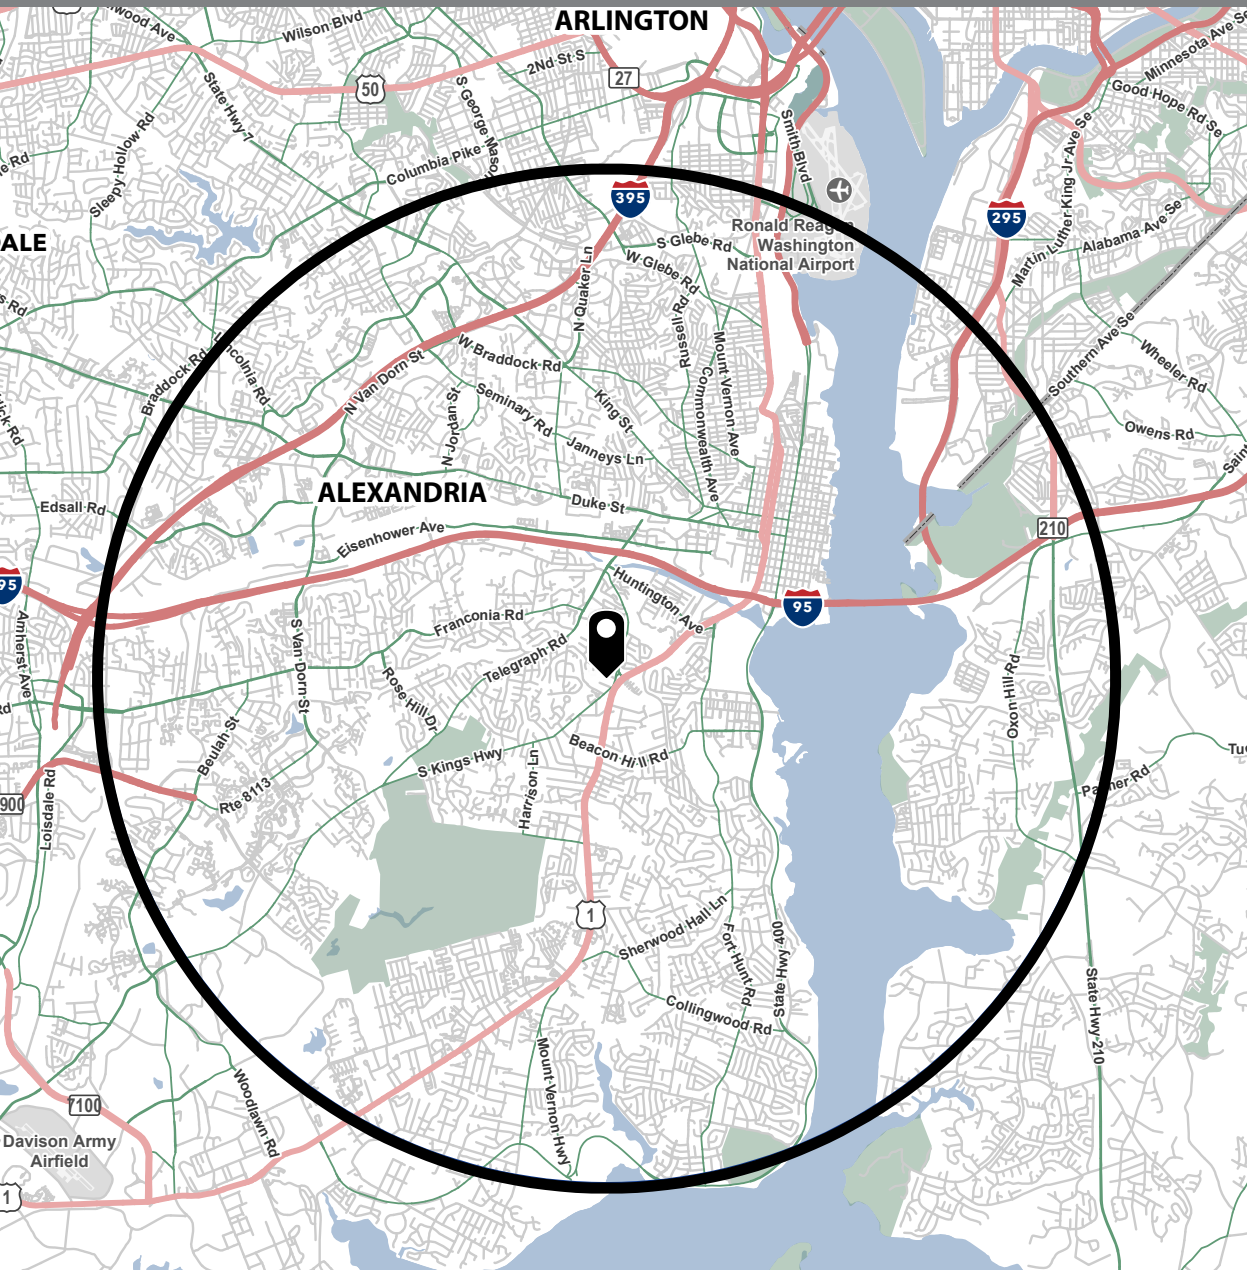 ARLINGTON
Wilson Blvd
2Nd St S
27
50
State Hwy 7
S George Mason
Columbia Pike
Sleepy Hollow Rd
Smith Blvd
Minnesota Ave Se
Good Hope Rd Se
Martin Luther King Jr Ave Se
Alabama Ave Se
295
395
Ronald Reagan
Washington
National Airport
S Glebe Rd
W Glebe Rd
N Quaker Ln
Russell Rd
Mount Vernon Ave
Commonwealth Ave
Braddock Rd
Lincolnia Rd
N Van Dorn St
W Braddock Rd
Seminary Rd
King St
Janneys Ln
N Jordan St
Southern Ave Se
Wheeler Rd
Owens Rd
ALEXANDRIA
Duke St
Edsall Rd
Eisenhower Ave
210
95
95
Huntington Ave
Franconia Rd
Telegraph Rd
Amherst Ave
S Van Dorn St
Rose Hill Dr
Beulah St
Rte 8113
S Kings Hwy
Beacon Hill Rd
Harrison Ln
Oxon Hill Rd
Palmer Rd
Loisdale Rd
900
1
Sherwood Hall Ln
Fort Hunt Rd
State Hwy 400
Collingwood Rd
State Hwy 210
Mount Vernon Hwy
Woodlawn Rd
7100
Davison Army
Airfield
1